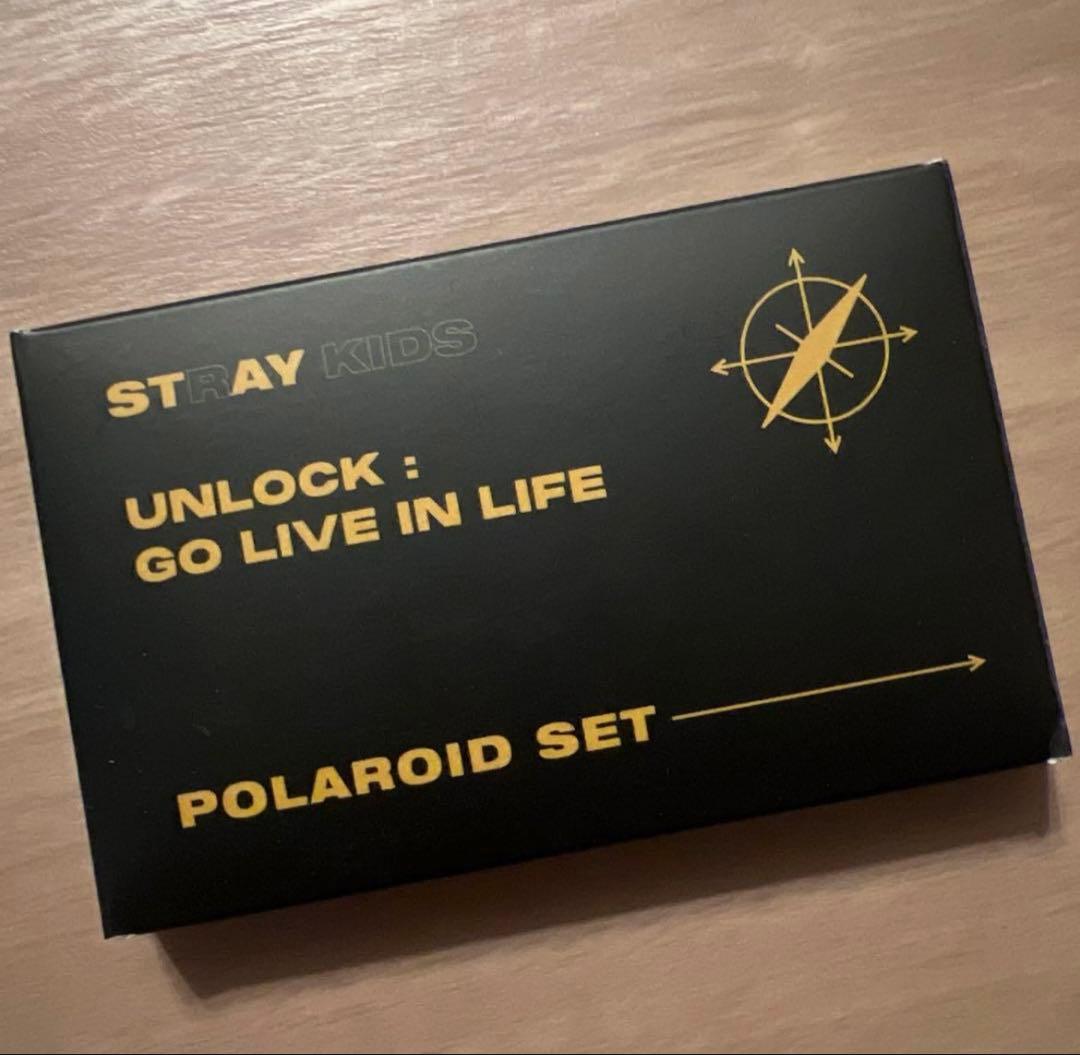 STRAY KIDS
UNLOCK :
GO LIVE IN LIFE
POLAROID SET